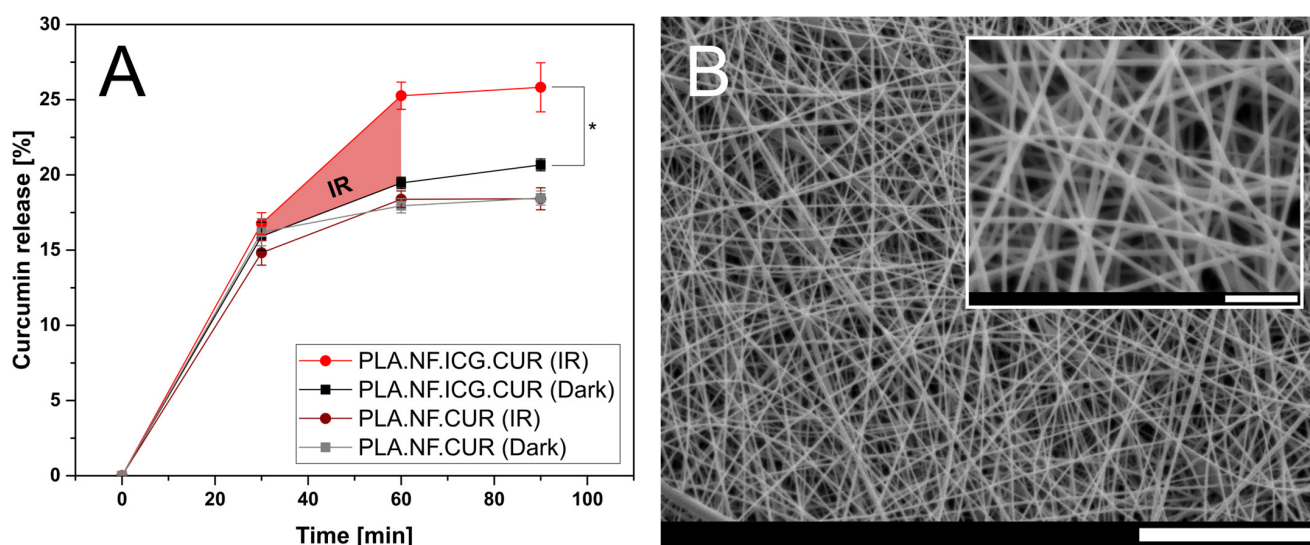 A
Curcumin release [%]
30
25
20
15
10
5
0
IR
*
PLA.NF.ICG.CUR (IR)
PLA.NF.ICG.CUR (Dark)
PLA.NF.CUR (IR)
PLA.NF.CUR (Dark)
0 20 40 60 80 100
Time [min]
B